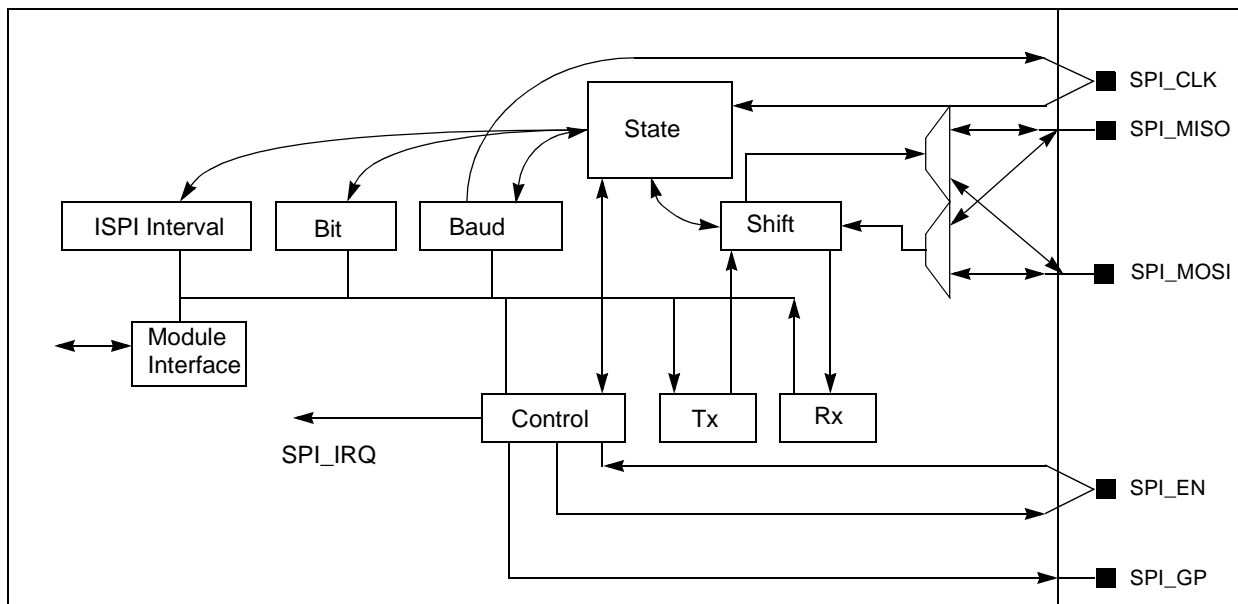 SPI_CLK
State
SPI_MISO
ISPI Interval
Bit
Baud
Shift
SPI_MOSI
Module
Interface
Control
Tx
Rx
SPI_IRQ
SPI_EN
SPI_GP